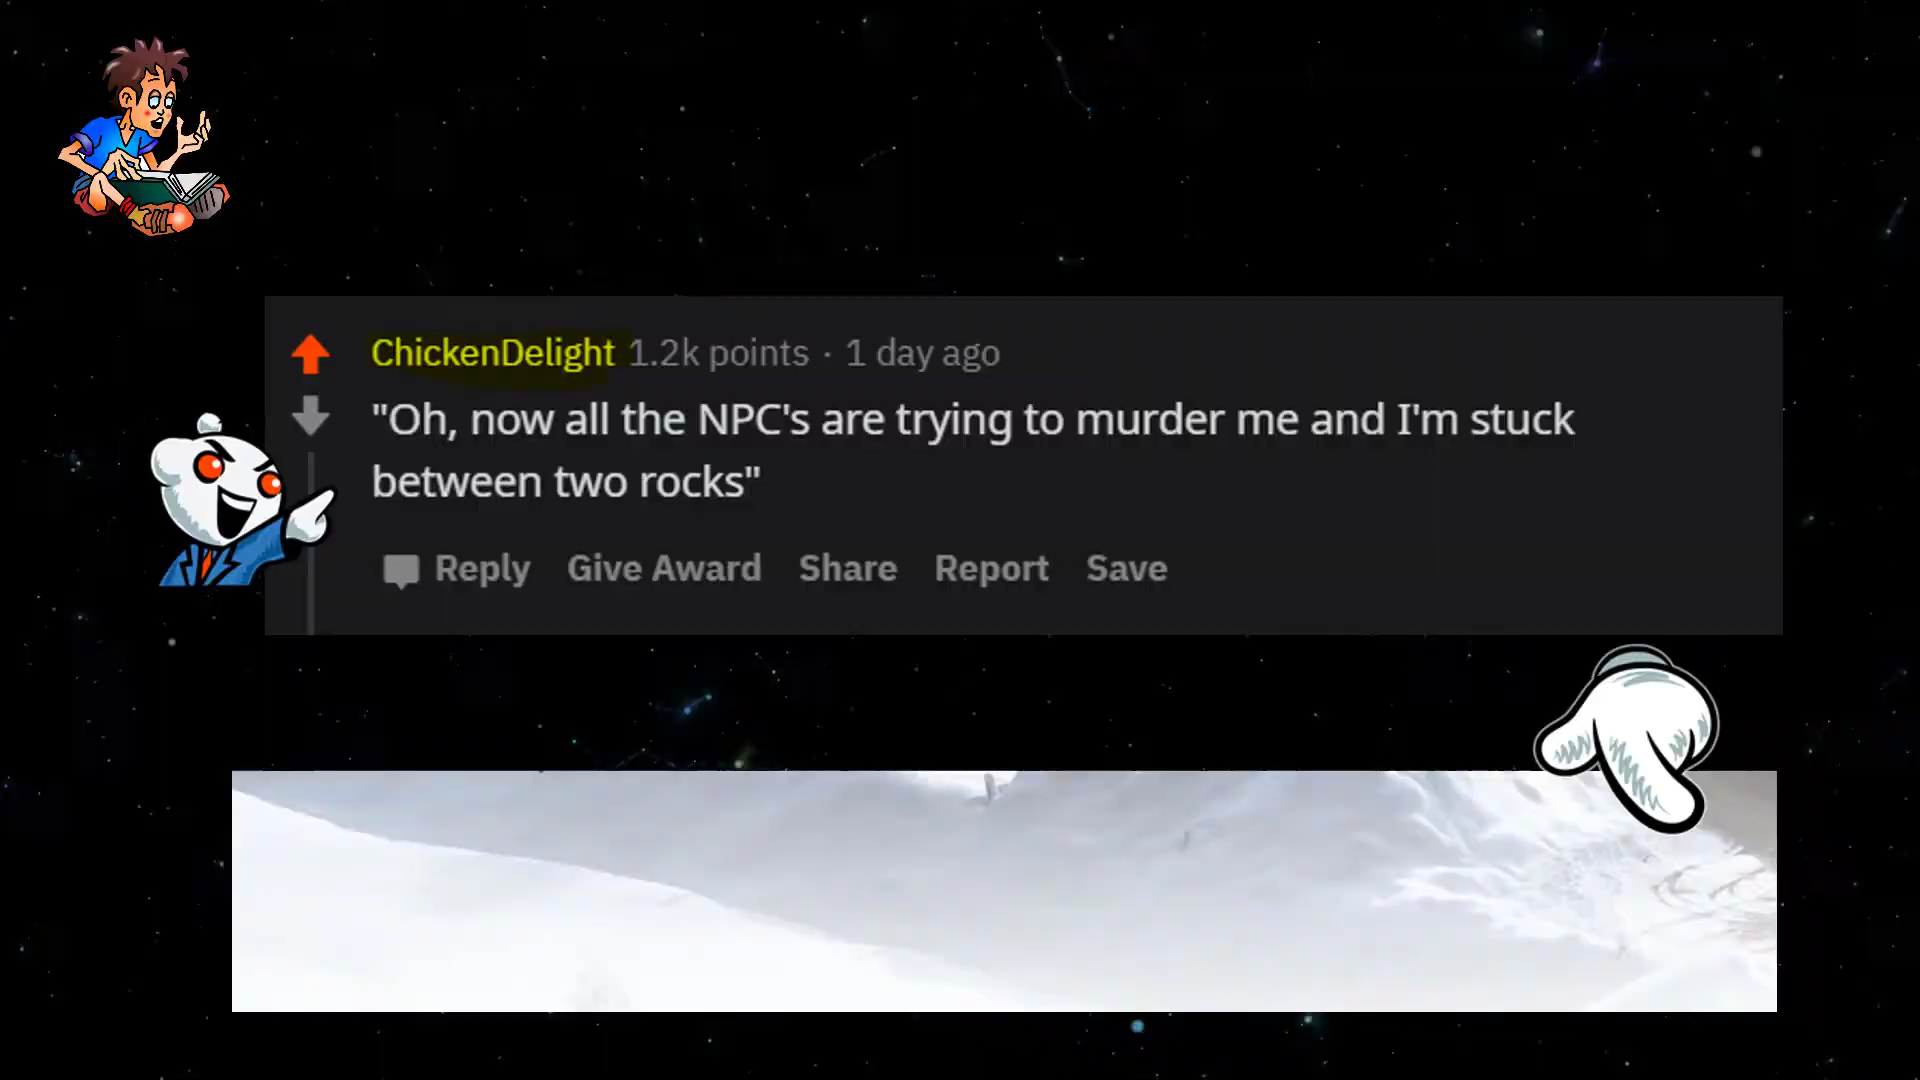 ChickenDelight 1.2k points · 1 day ago
"Oh, now all the NPC's are trying to murder me and I'm stuck
between two rocks"
Reply Give Award Share Report Save